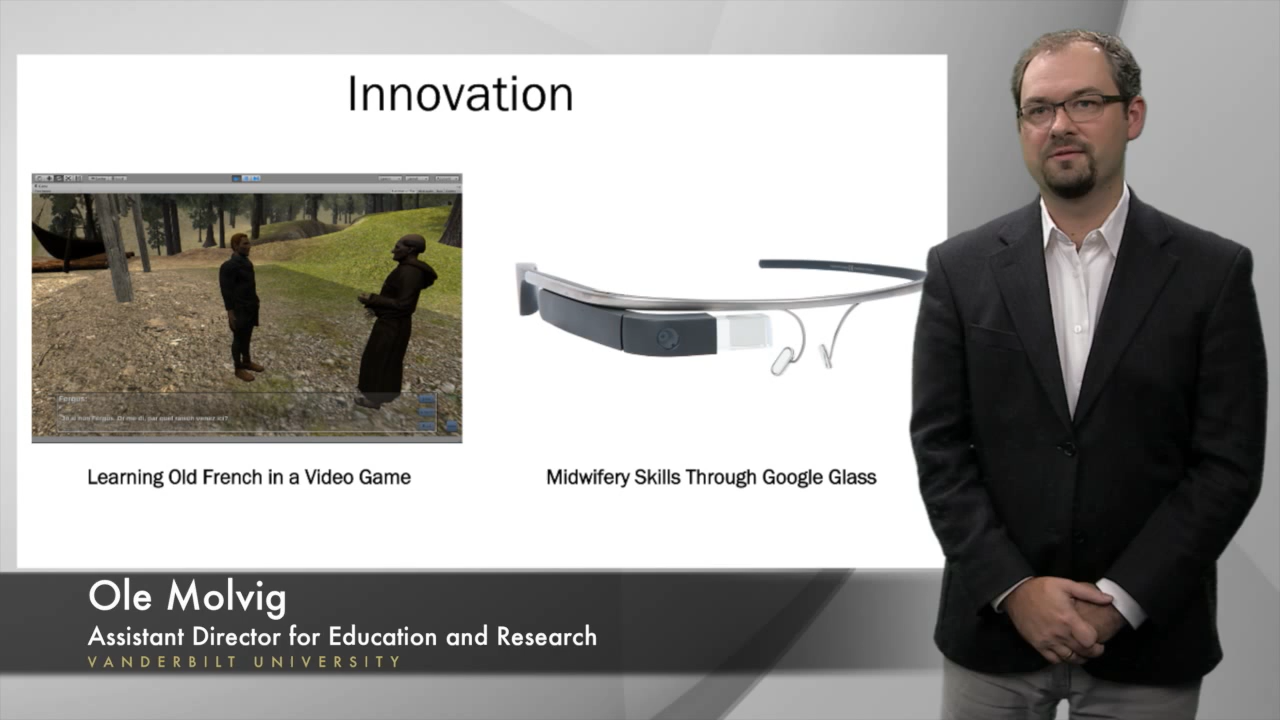 Innovation
Forgin:
Learning Old French in a Video Game
Midwifery Skills Through Google Glass
Ole Molvig
Assistant Director for Education and Research
VANDERBILT UNIVERSITY